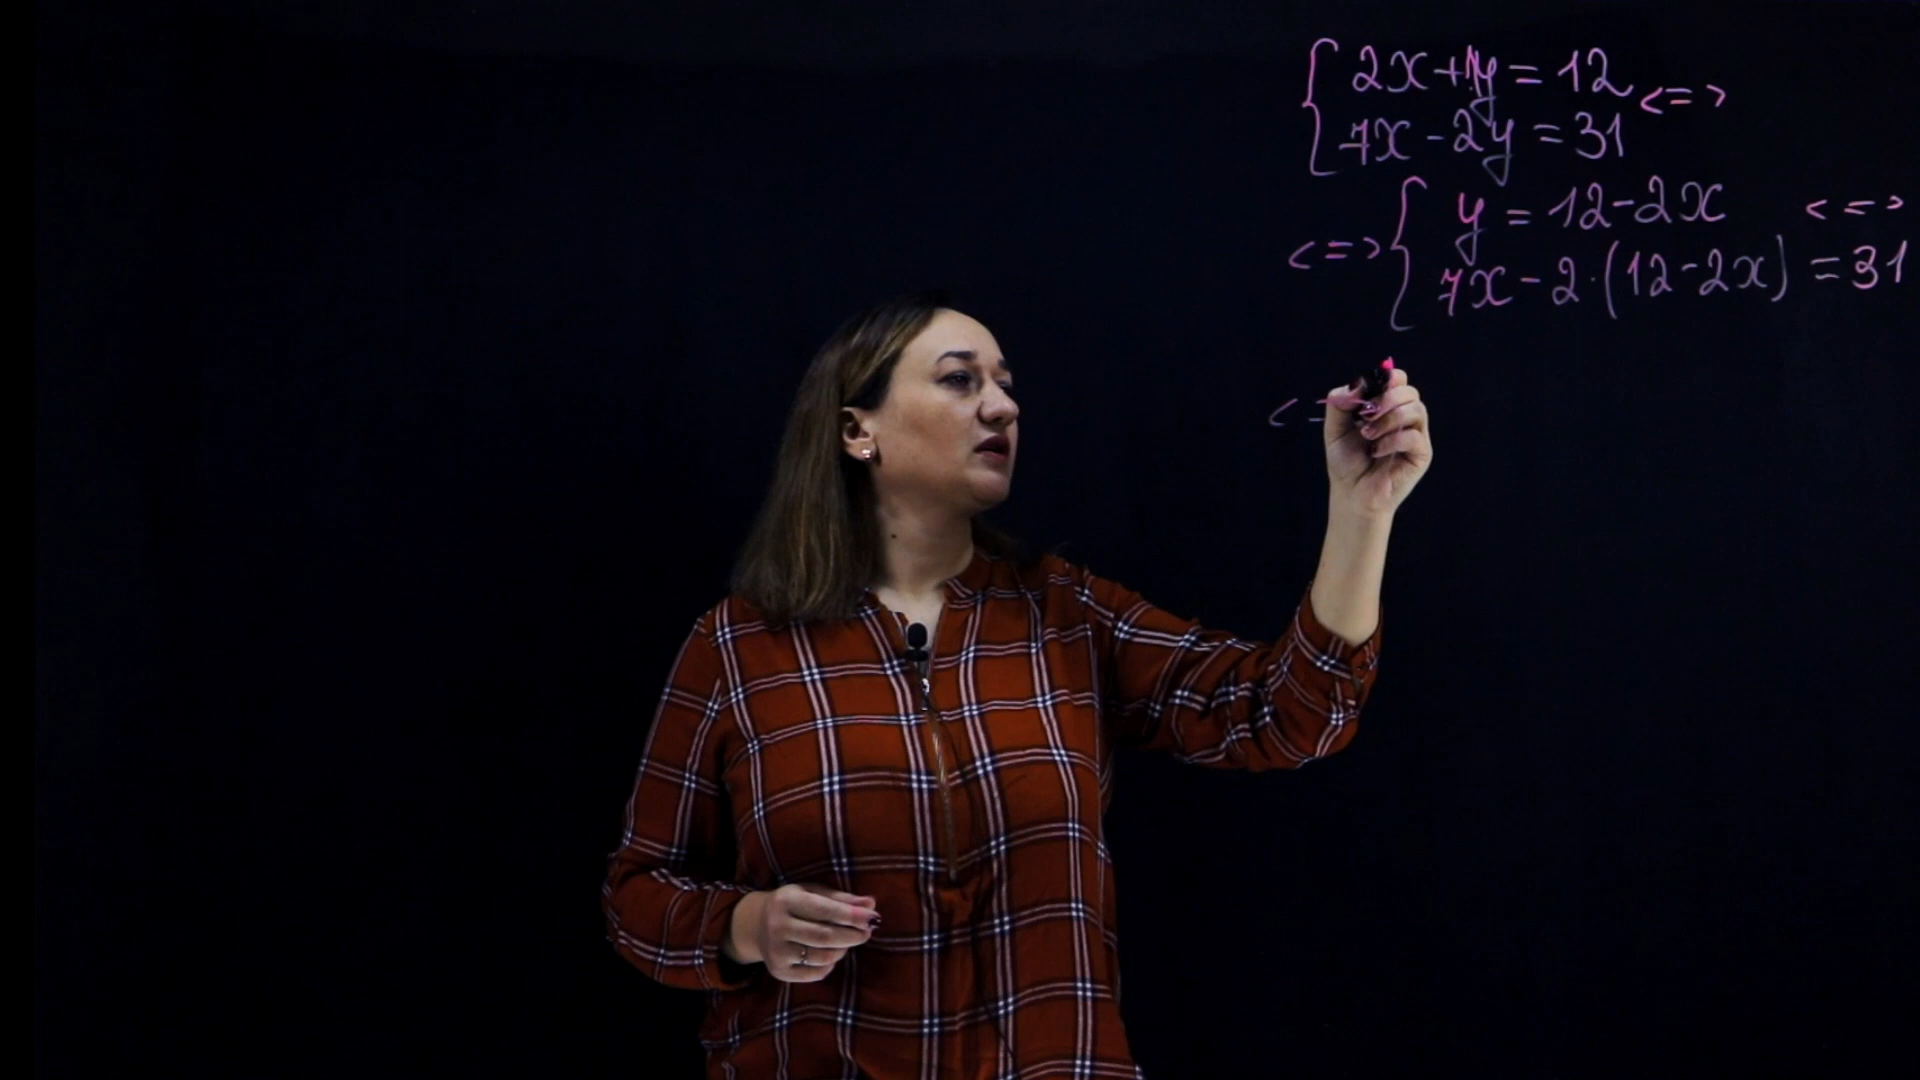 { 2x+1y = 12 <=>
7x - 2y = 31
<=> { y = 12-2x <=>
7x - 2·(12-2x) = 31
< =